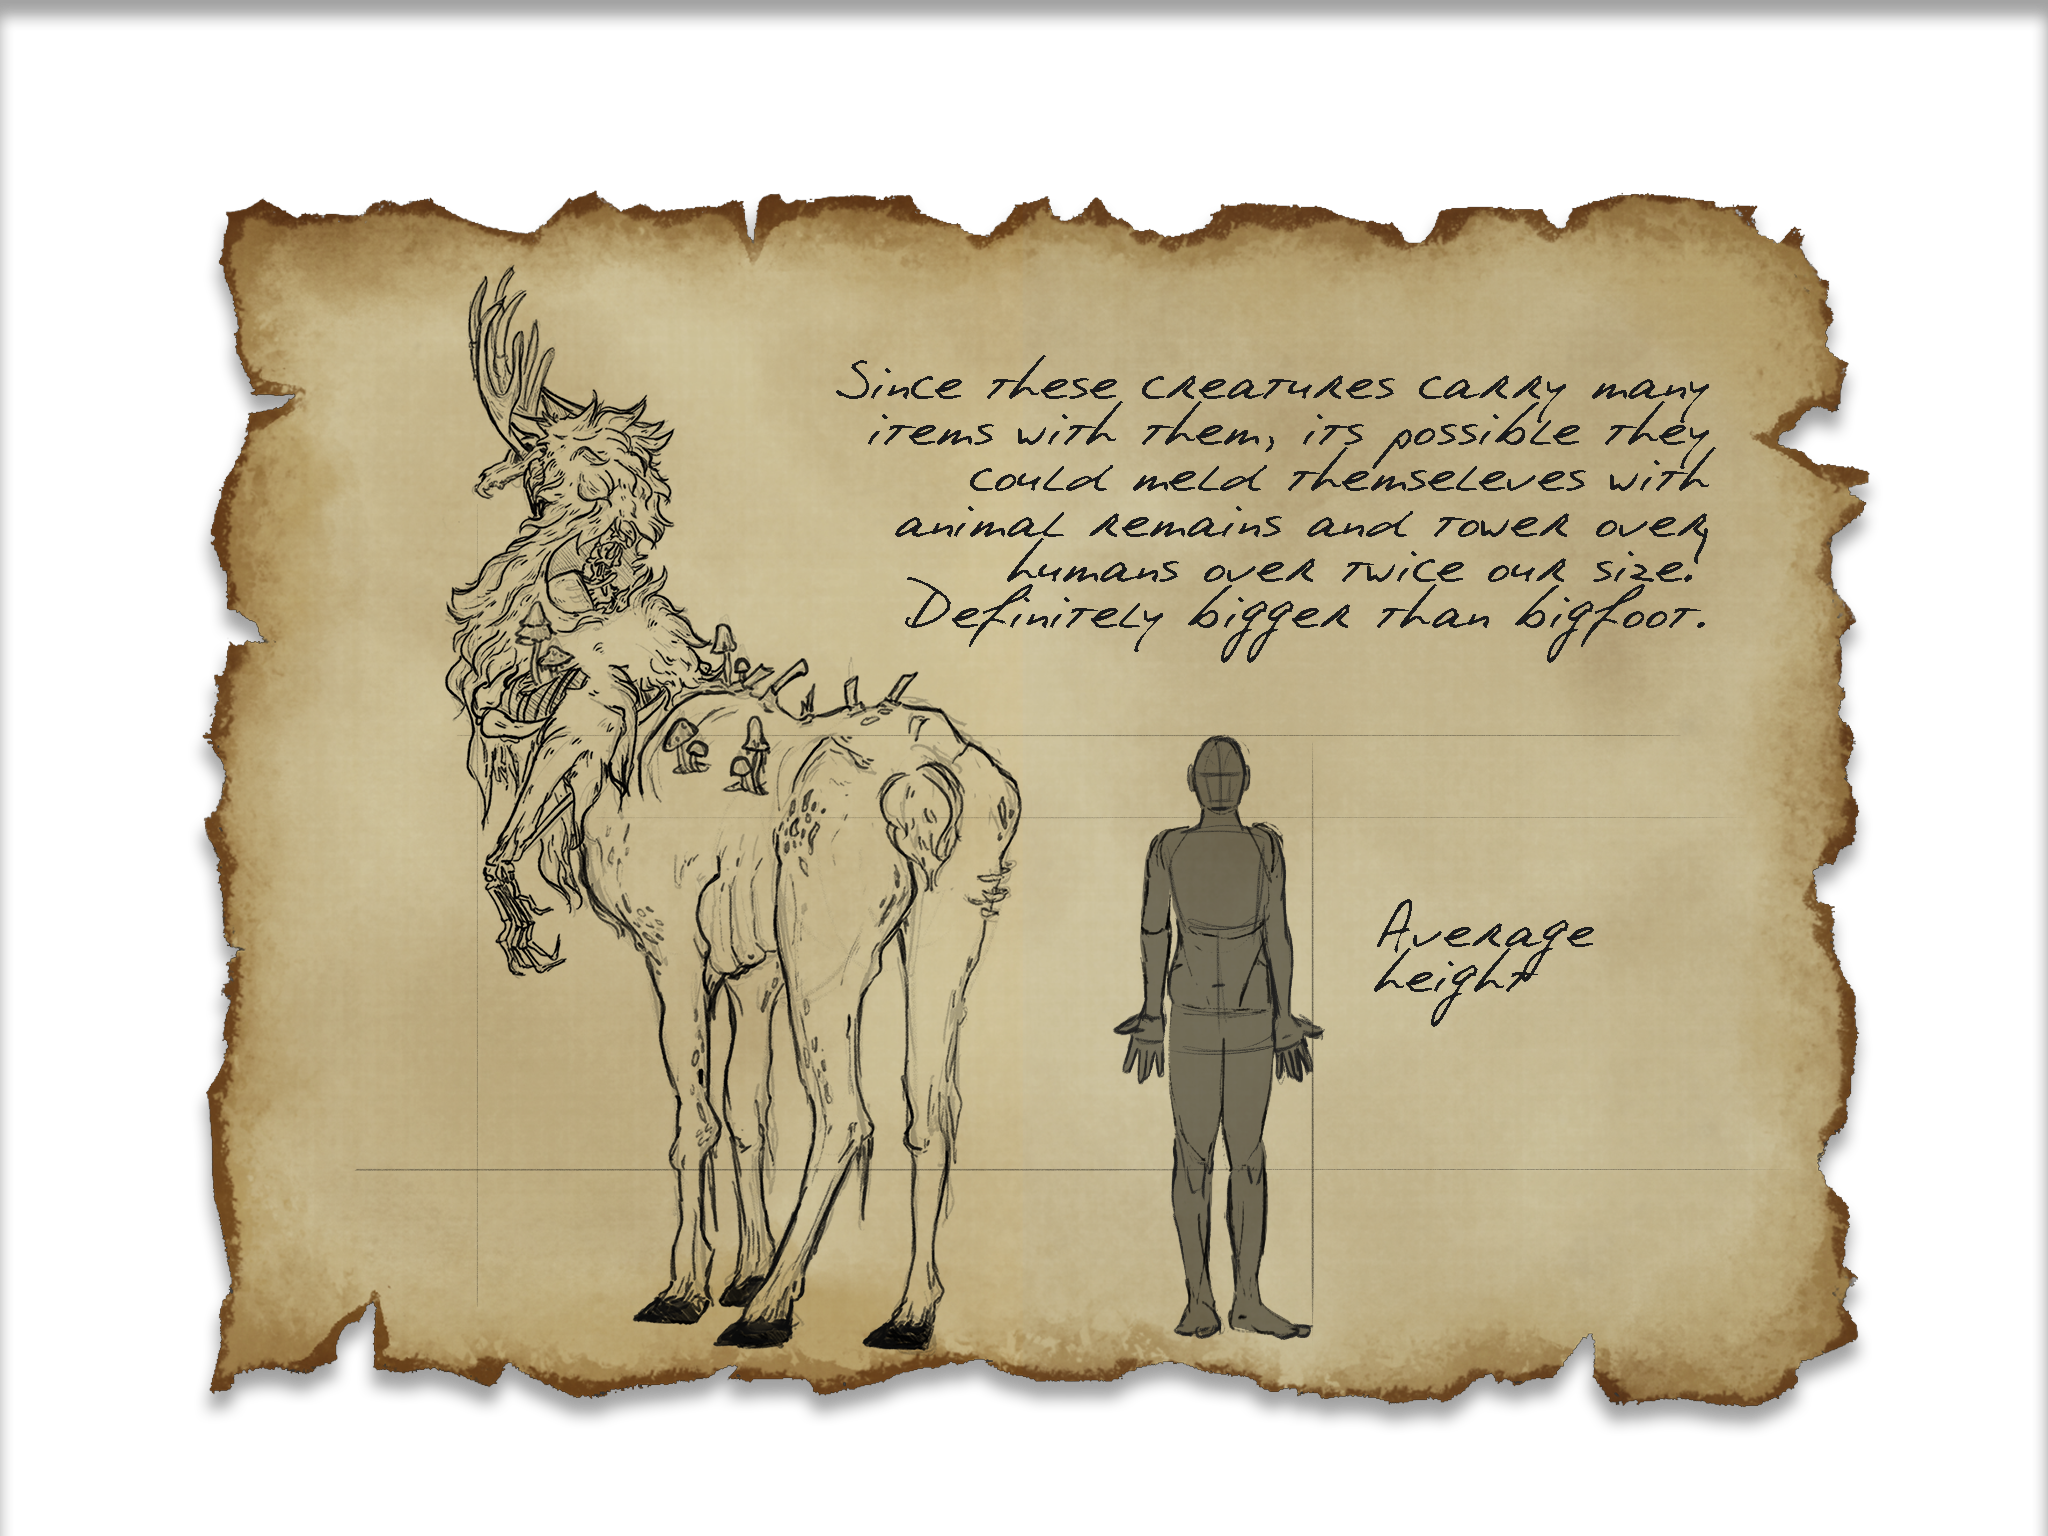 Since these creatures carry many
items with them, its possible they
could meld themseleves with
animal remains and tower over
humans over twice our size.
Definitely bigger than bigfoot.
Average
height